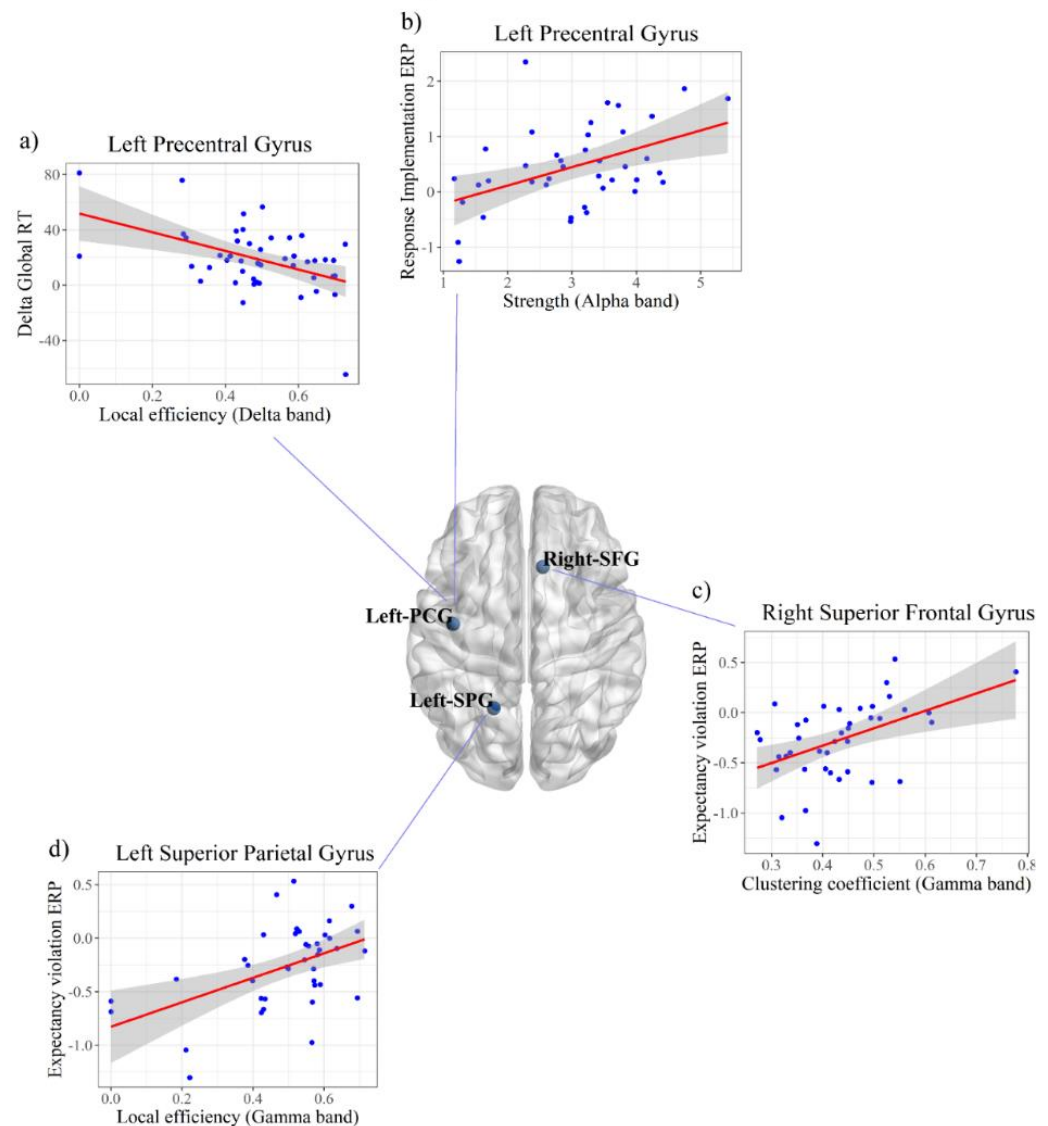 b)
Left Precentral Gyrus
Response Implementation ERP
2
1
0
-1
1
2
3
4
5
Strength (Alpha band)
a)
Left Precentral Gyrus
Delta Global RT
80
40
0
-40
0.0
0.2
0.4
0.6
Local efficiency (Delta band)
Right-SFG
Left-PCG
Left-SPG
c)
Right Superior Frontal Gyrus
Expectancy violation ERP
0.5
0.0
-0.5
-1.0
0.3
0.4
0.5
0.6
0.7
0.8
Clustering coefficient (Gamma band)
d)
Left Superior Parietal Gyrus
Expectancy violation ERP
0.5
0.0
-0.5
-1.0
0.0
0.2
0.4
0.6
Local efficiency (Gamma band)